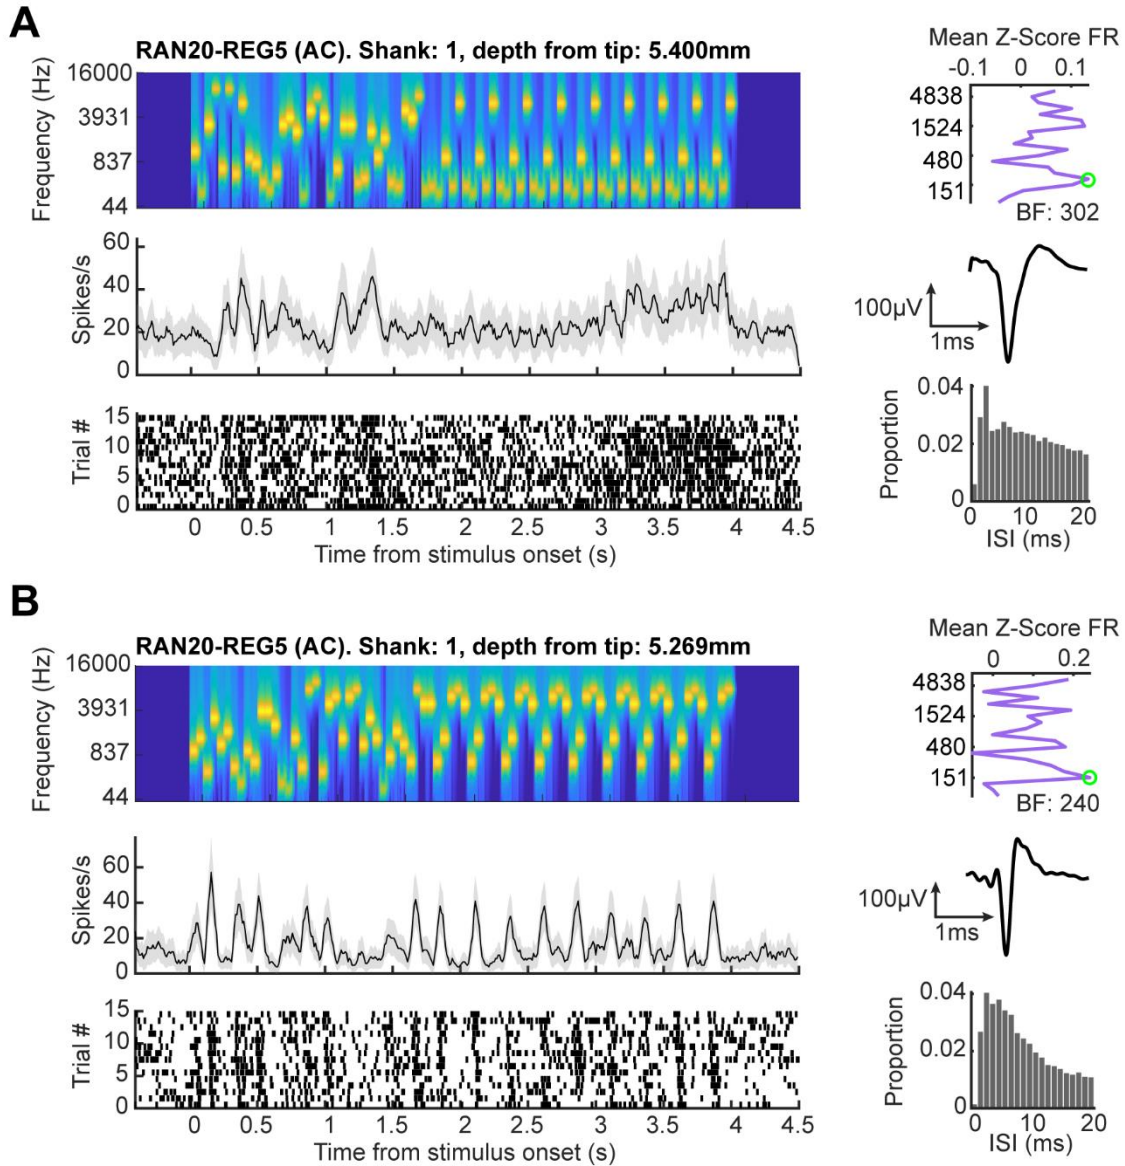 A
RAN20-REG5 (AC). Shank: 1, depth from tip: 5.400mm
Frequency (Hz)
16000
3931
837
44
Mean Z-Score FR
-0.1 0 0.13
4838
1524
480
151
BF: 302
Spikes/s
60
40
20
0
100µV
1ms
Trial #
15
10
5
0
0 0.5 1 1.5 2 2.5 3 3.5 4 4.5
Time from stimulus onset (s)
Proportion
0.04
0.02
0
0 10 20
ISI (ms)
B
RAN20-REG5 (AC). Shank: 1, depth from tip: 5.269mm
Frequency (Hz)
16000
3931
837
44
Mean Z-Score FR
0 0.2
4838
1524
480
151
BF: 240
Spikes/s
60
40
20
0
100µV
1ms
Trial #
15
10
5
0
0 0.5 1 1.5 2 2.5 3 3.5 4 4.5
Time from stimulus onset (s)
Proportion
0.04
0.02
0
0 10 20
ISI (ms)